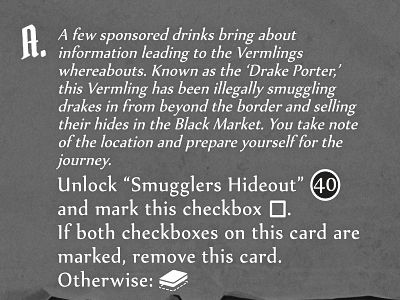 A. A few sponsored drinks bring about
information leading to the Vermlings
whereabouts. Known as the ‘Drake Porter,’
this Vermling has been illegally smuggling
drakes in from beyond the border and selling
their hides in the Black Market. You take note
of the location and prepare yourself for the
journey.
Unlock “Smugglers Hideout” 40
and mark this checkbox .
If both checkboxes on this card are
marked, remove this card.
Otherwise: